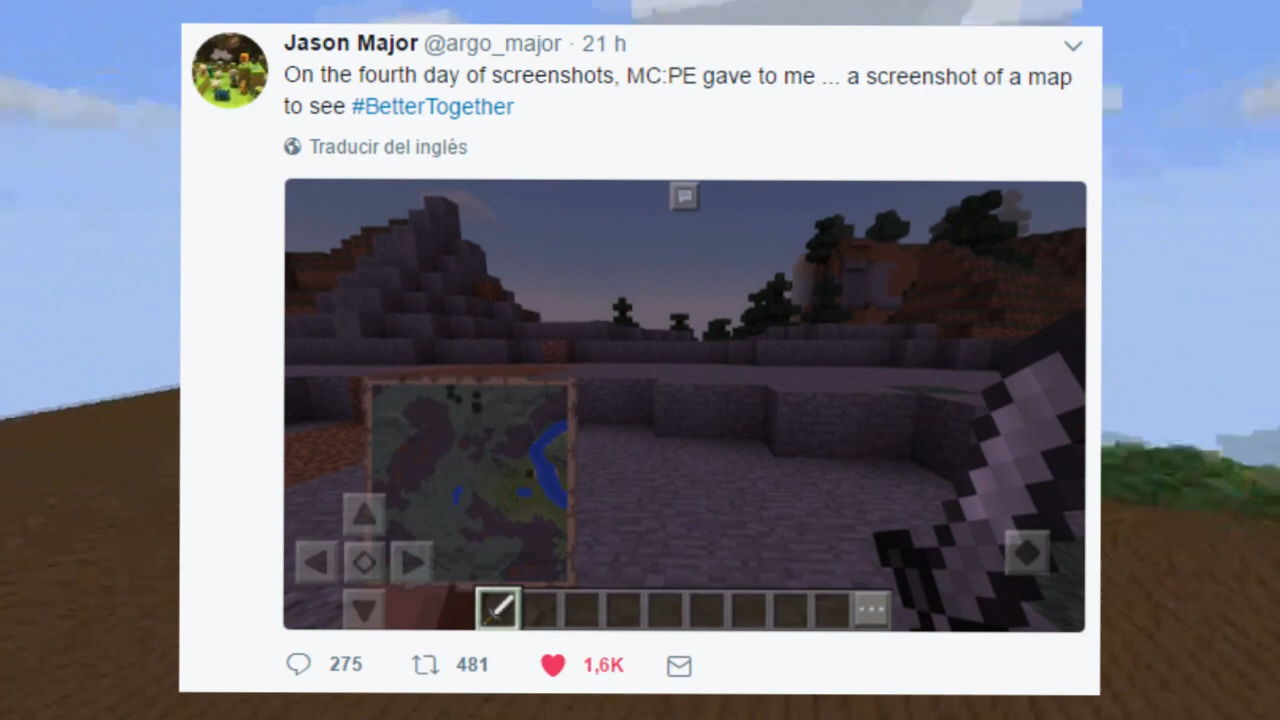 Jason Major @argo_major · 21 h
On the fourth day of screenshots, MC:PE gave to me ... a screenshot of a map
to see #BetterTogether
Traducir del inglés
275 481 1,6K